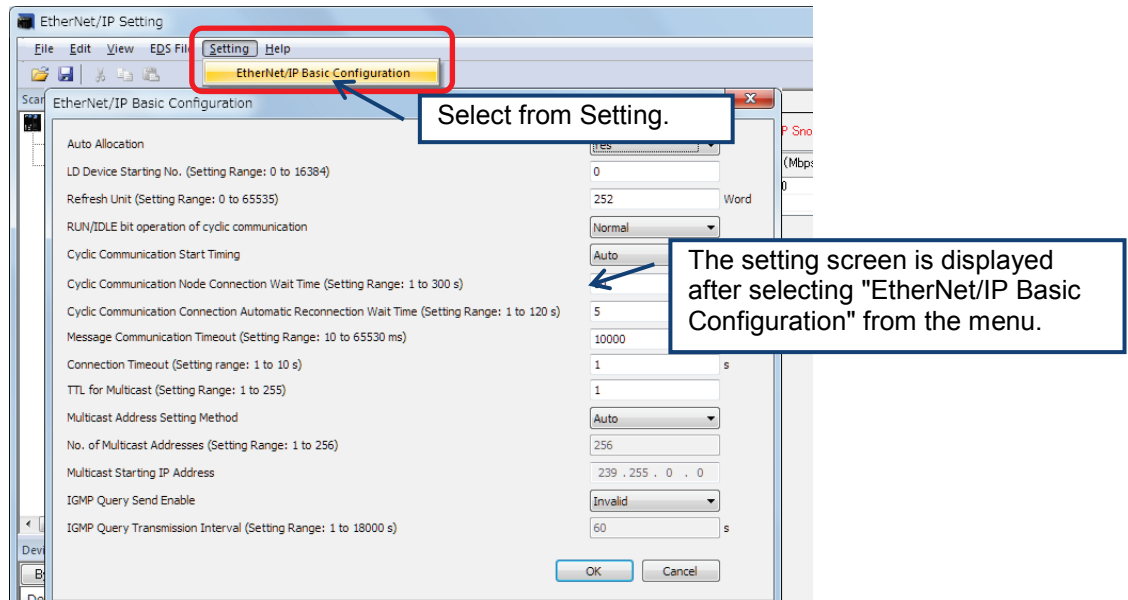 EtherNet/IP Setting
File Edit View EDS Fil Setting Help
EtherNet/IP Basic Configuration
Scar
EtherNet/IP Basic Configuration
Select from Setting.
P Sno
Auto Allocation Yes
(Mbps
LD Device Starting No. (Setting Range: 0 to 16384) 0
0
Refresh Unit (Setting Range: 0 to 65535) 252 Word
RUN/IDLE bit operation of cyclic communication Normal
Cyclic Communication Start Timing Auto
The setting screen is displayed
after selecting "EtherNet/IP Basic
Configuration" from the menu.
Cyclic Communication Node Connection Wait Time (Setting Range: 1 to 300 s)
Cyclic Communication Connection Automatic Reconnection Wait Time (Setting Range: 1 to 120 s) 5
Message Communication Timeout (Setting Range: 10 to 65530 ms) 10000
Connection Timeout (Setting range: 1 to 10 s) 1 s
TTL for Multicast (Setting Range: 1 to 255) 1
Multicast Address Setting Method Auto
No. of Multicast Addresses (Setting Range: 1 to 256) 256
Multicast Starting IP Address 239 . 255 . 0 . 0
IGMP Query Send Enable Invalid
IGMP Query Transmission Interval (Setting Range: 1 to 18000 s) 60 s
Devi
OK Cancel